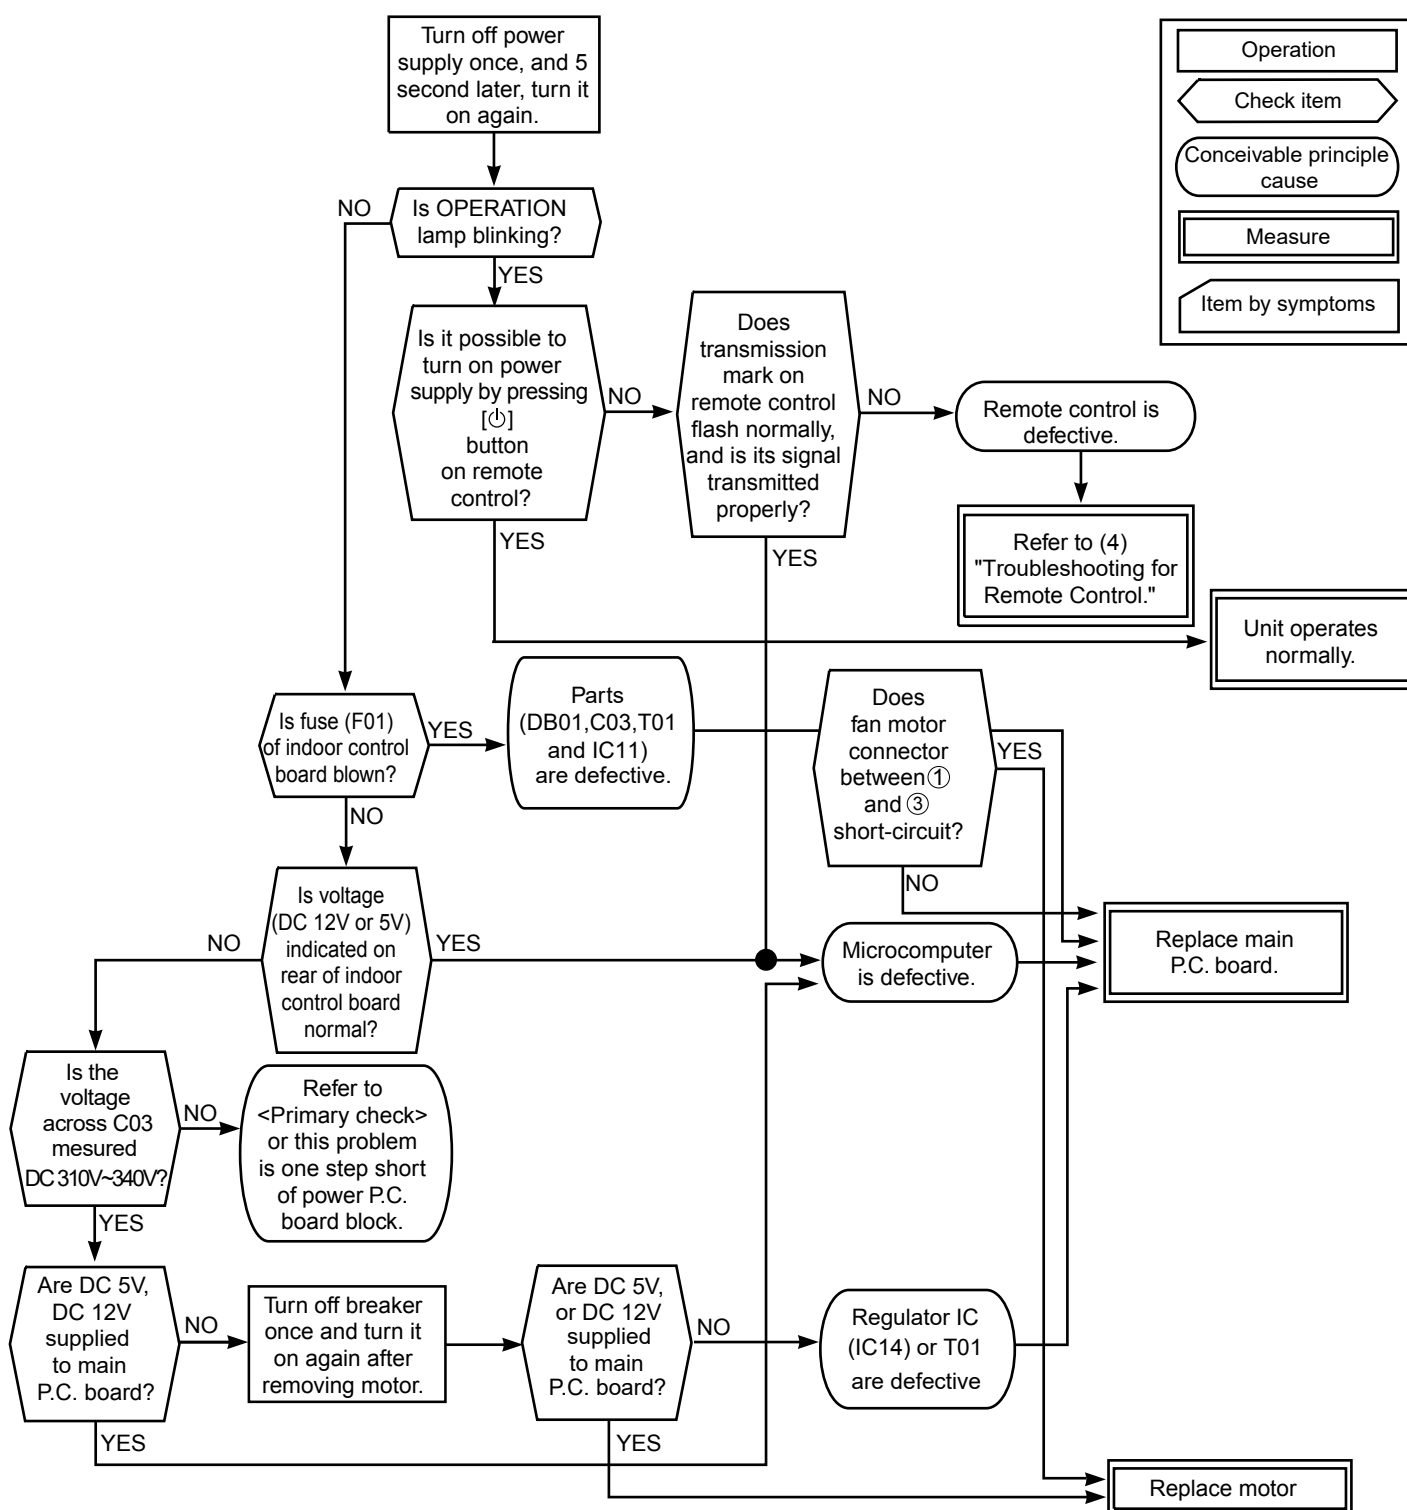 Turn off power
supply once, and 5
second later, turn it
on again.
Operation
Check item
Conceivable principle
cause
Measure
Item by symptoms
NO
Is OPERATION
lamp blinking?
YES
Is it possible to
turn on power
supply by pressing
[⏻]
button
on remote
control?
NO
YES
Does
transmission
mark on
remote control
flash normally,
and is its signal
transmitted
properly?
NO
YES
Remote control is
defective.
Refer to (4)
"Troubleshooting for
Remote Control."
Unit operates
normally.
Is fuse (F01)
of indoor control
board blown?
YES
NO
Parts
(DB01,C03,T01
and IC11)
are defective.
Does
fan motor
connector
between①
and ③
short-circuit?
YES
NO
Is voltage
(DC 12V or 5V)
indicated on
rear of indoor
control board
normal?
NO
YES
Microcomputer
is defective.
Replace main
P.C. board.
Is the
voltage
across C03
mesured
DC 310V~340V?
NO
YES
Refer to
<Primary check>
or this problem
is one step short
of power P.C.
board block.
Are DC 5V,
DC 12V
supplied
to main
P.C. board?
NO
YES
Turn off breaker
once and turn it
on again after
removing motor.
Are DC 5V,
or DC 12V
supplied
to main
P.C. board?
NO
YES
Regulator IC
(IC14) or T01
are defective
Replace motor